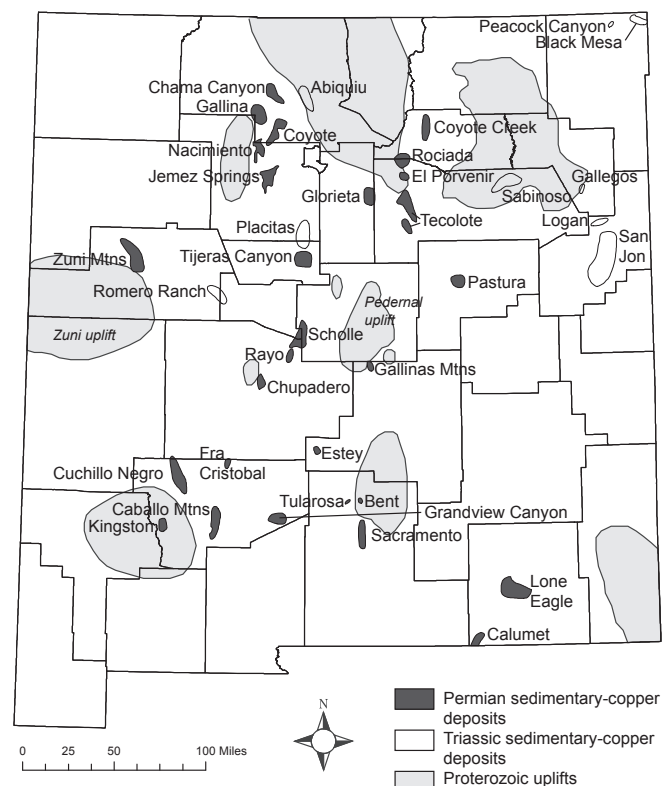 Peacock Canyon
Black Mesa
Chama Canyon
Abiquiu
Gallina
Coyote
Coyote Creek
Nacimiento
Rociada
Jemez Springs
El Porvenir
Gallegos
Glorieta
Sabinoso
Tecolote
Logan
Placitas
San
Jon
Zuni Mtns
Tijeras Canyon
Pastura
Romero Ranch
Pedernal
uplift
Zuni uplift
Scholle
Rayo
Gallinas Mtns
Chupadero
Fra
Cristobal
Estey
Cuchillo Negro
Caballo Mtns
Tularosa
Bent
Grandview Canyon
Kingston
Sacramento
Lone
Eagle
Calumet
N
Permian sedimentary-copper
deposits
Triassic sedimentary-copper
deposits
Proterozoic uplifts
0 25 50 100 Miles